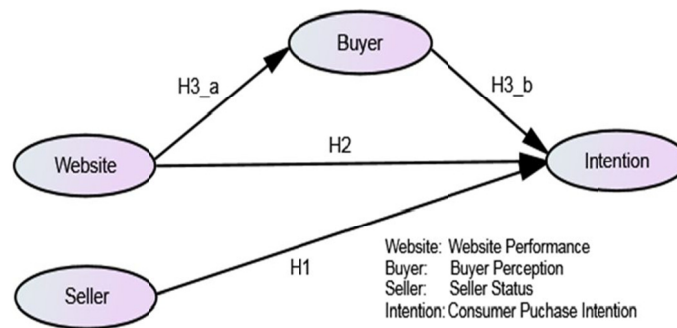 Buyer
H3_a
H3_b
Website
H2
Intention
Seller
H1
Website: Website Performance
Buyer: Buyer Perception
Seller: Seller Status
Intention: Consumer Puchase Intention